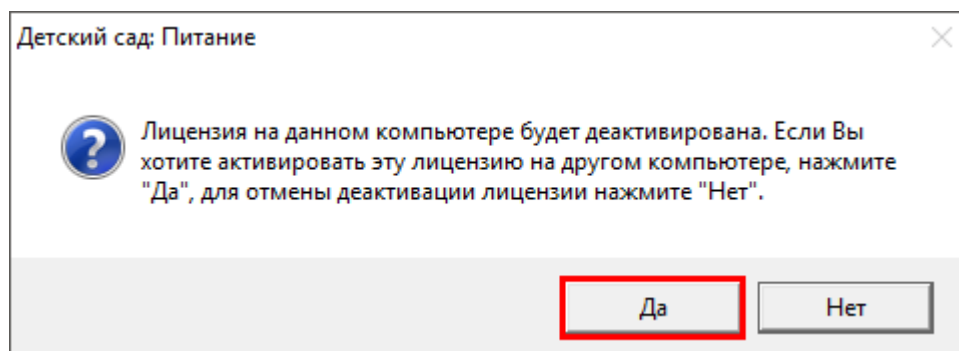 Детский сад: Питание
Лицензия на данном компьютере будет деактивирована. Если Вы
хотите активировать эту лицензию на другом компьютере, нажмите
"Да", для отмены деактивации лицензии нажмите "Нет".
Да Нет